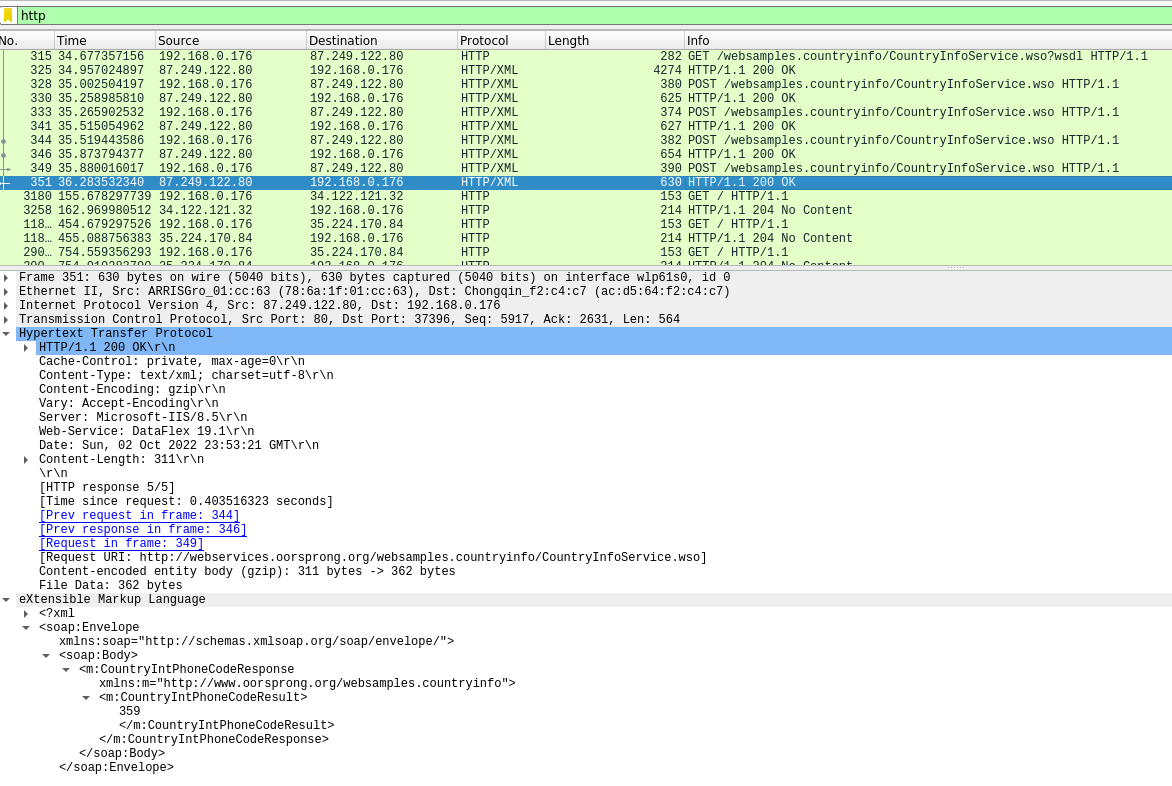 http
No. Time Source Destination Protocol Length Info
315 34.677357156 192.168.0.176 87.249.122.80 HTTP 282 GET /websamples.countryinfo/CountryInfoService.wso?wsdl HTTP/1.1
325 34.957024897 87.249.122.80 192.168.0.176 HTTP/XML 4274 HTTP/1.1 200 OK
328 35.002504197 192.168.0.176 87.249.122.80 HTTP/XML 380 POST /websamples.countryinfo/CountryInfoService.wso HTTP/1.1
330 35.258985810 87.249.122.80 192.168.0.176 HTTP/XML 625 HTTP/1.1 200 OK
333 35.265902532 192.168.0.176 87.249.122.80 HTTP/XML 374 POST /websamples.countryinfo/CountryInfoService.wso HTTP/1.1
341 35.515054962 87.249.122.80 192.168.0.176 HTTP/XML 627 HTTP/1.1 200 OK
344 35.519443586 192.168.0.176 87.249.122.80 HTTP/XML 382 POST /websamples.countryinfo/CountryInfoService.wso HTTP/1.1
346 35.873794377 87.249.122.80 192.168.0.176 HTTP/XML 654 HTTP/1.1 200 OK
349 35.880016017 192.168.0.176 87.249.122.80 HTTP/XML 390 POST /websamples.countryinfo/CountryInfoService.wso HTTP/1.1
351 36.283532340 87.249.122.80 192.168.0.176 HTTP/XML 630 HTTP/1.1 200 OK
3180 155.678297739 192.168.0.176 34.122.121.32 HTTP 153 GET / HTTP/1.1
3258 162.969980512 34.122.121.32 192.168.0.176 HTTP 214 HTTP/1.1 204 No Content
118… 454.679297526 192.168.0.176 35.224.170.84 HTTP 153 GET / HTTP/1.1
118… 455.088756383 35.224.170.84 192.168.0.176 HTTP 214 HTTP/1.1 204 No Content
290… 754.559356293 192.168.0.176 35.224.170.84 HTTP 153 GET / HTTP/1.1
Frame 351: 630 bytes on wire (5040 bits), 630 bytes captured (5040 bits) on interface wlp61s0, id 0
Ethernet II, Src: ARRISGro_01:cc:63 (78:6a:1f:01:cc:63), Dst: Chongqin_f2:c4:c7 (ac:d5:64:f2:c4:c7)
Internet Protocol Version 4, Src: 87.249.122.80, Dst: 192.168.0.176
Transmission Control Protocol, Src Port: 80, Dst Port: 37396, Seq: 5917, Ack: 2631, Len: 564
Hypertext Transfer Protocol
HTTP/1.1 200 OK\r\n
Cache-Control: private, max-age=0\r\n
Content-Type: text/xml; charset=utf-8\r\n
Content-Encoding: gzip\r\n
Vary: Accept-Encoding\r\n
Server: Microsoft-IIS/8.5\r\n
Web-Service: DataFlex 19.1\r\n
Date: Sun, 02 Oct 2022 23:53:21 GMT\r\n
Content-Length: 311\r\n
\r\n
[HTTP response 5/5]
[Time since request: 0.403516323 seconds]
[Prev request in frame: 344]
[Prev response in frame: 346]
[Request in frame: 349]
[Request URI: http://webservices.oorsprong.org/websamples.countryinfo/CountryInfoService.wso]
Content-encoded entity body (gzip): 311 bytes -> 362 bytes
File Data: 362 bytes
eXtensible Markup Language
<?xml
<soap:Envelope
xmlns:soap="http://schemas.xmlsoap.org/soap/envelope/">
<soap:Body>
<m:CountryIntPhoneCodeResponse
xmlns:m="http://www.oorsprong.org/websamples.countryinfo">
<m:CountryIntPhoneCodeResult>
359
</m:CountryIntPhoneCodeResult>
</m:CountryIntPhoneCodeResponse>
</soap:Body>
</soap:Envelope>